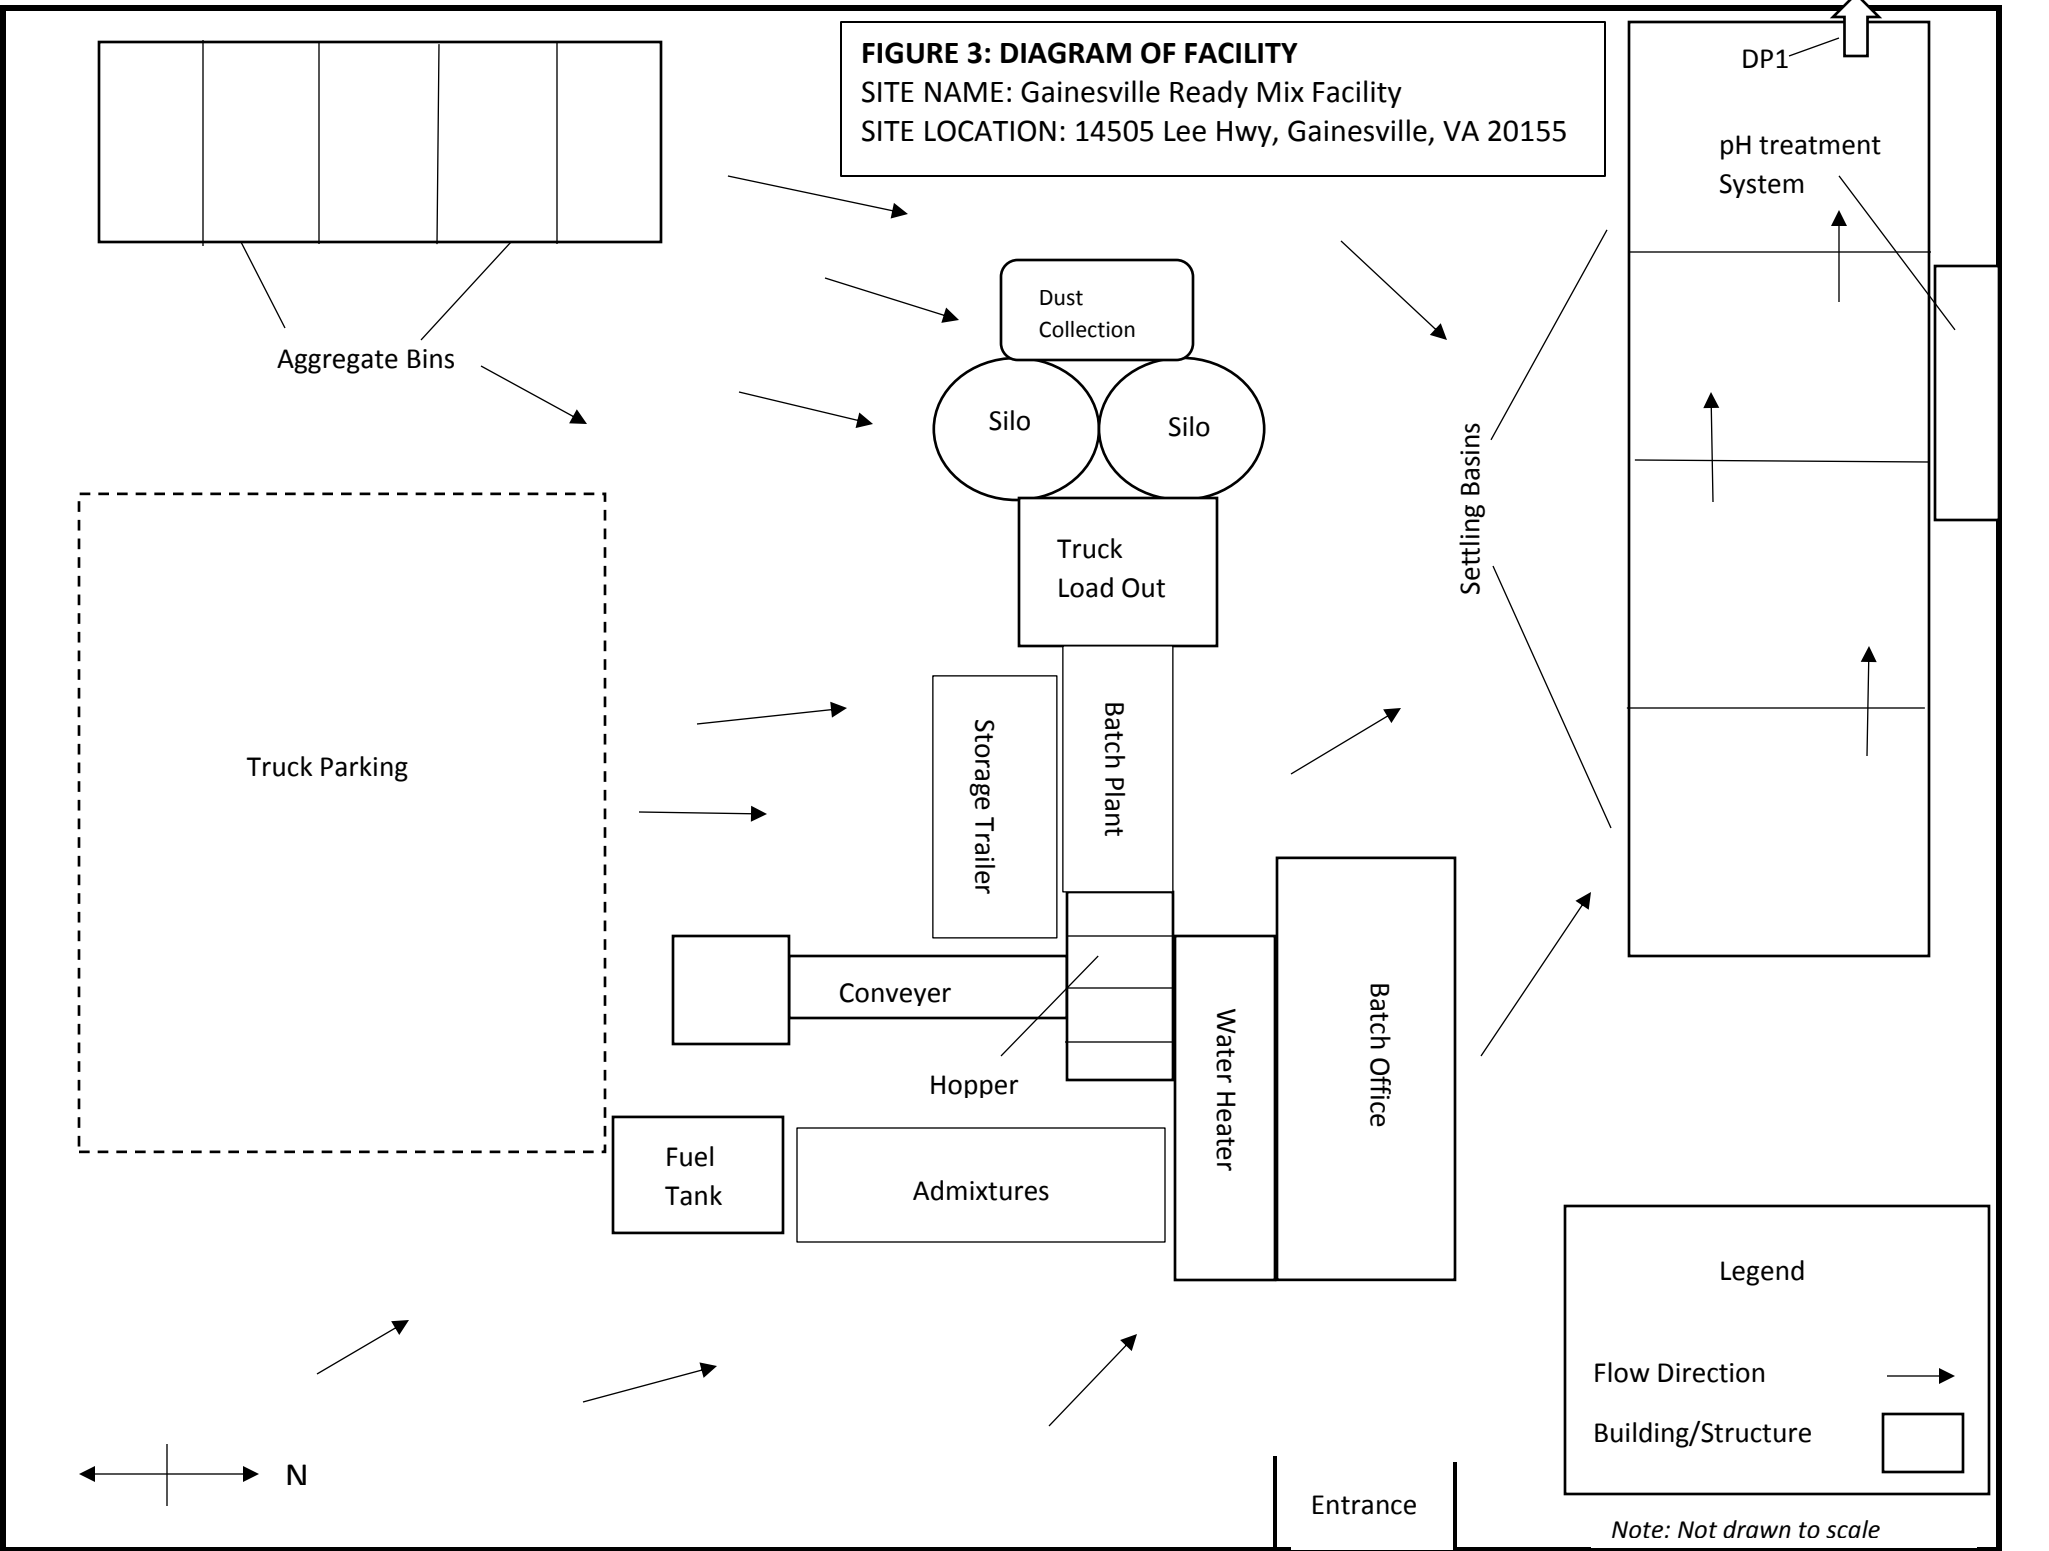 FIGURE 3: DIAGRAM OF FACILITY
SITE NAME: Gainesville Ready Mix Facility
SITE LOCATION: 14505 Lee Hwy, Gainesville, VA 20155
DP1
pH treatment
System
Dust
Collection
Aggregate Bins
Silo
Silo
Settling Basins
Truck
Load Out
Truck Parking
Storage Trailer
Batch Plant
Conveyer
Hopper
Water Heater
Batch Office
Fuel
Tank
Admixtures
Legend
Flow Direction
Building/Structure
N
Entrance
Note: Not drawn to scale